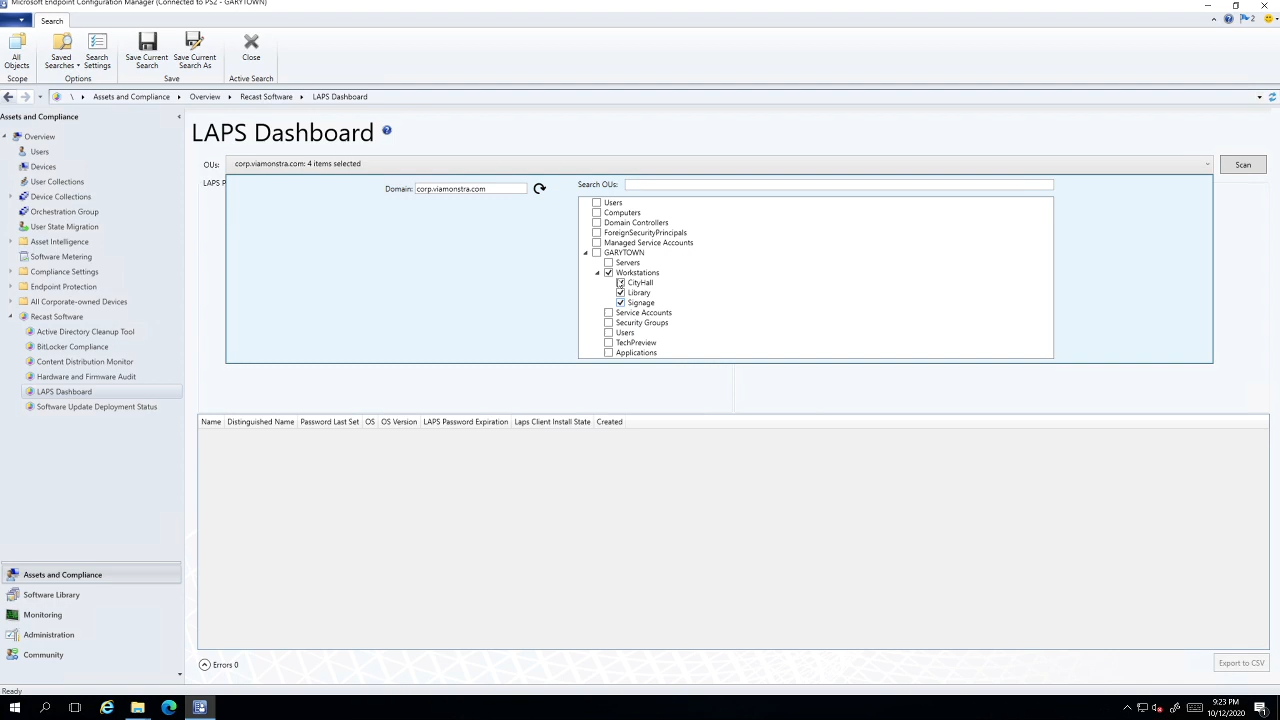 Microsoft Endpoint Configuration Manager (Connected to PS2 - GARYTOWN)
Search
2
All Objects
Saved Searches
Search Settings
Save Current Search
Save Current Search As
Close
Scope
Options
Save
Active Search
\ Assets and Compliance Overview Recast Software LAPS Dashboard
Assets and Compliance
Overview
Users
Devices
User Collections
Device Collections
Orchestration Group
User State Migration
Asset Intelligence
Software Metering
Compliance Settings
Endpoint Protection
All Corporate-owned Devices
Recast Software
Active Directory Cleanup Tool
BitLocker Compliance
Content Distribution Monitor
Hardware and Firmware Audit
LAPS Dashboard
Software Update Deployment Status
Assets and Compliance
Software Library
Monitoring
Administration
Community
Ready
LAPS Dashboard
OUs: corp.viamonstra.com: 4 items selected
Scan
LAPS P
Domain: corp.viamonstra.com
Search OUs:
Users
Computers
Domain Controllers
ForeignSecurityPrincipals
Managed Service Accounts
GARYTOWN
Servers
Workstations
CityHall
Library
Signage
Service Accounts
Security Groups
Users
TechPreview
Applications
Name Distinguished Name Password Last Set OS OS Version LAPS Password Expiration Laps Client Install State Created
Errors 0
Export to CSV
9:23 PM
10/12/2020
1